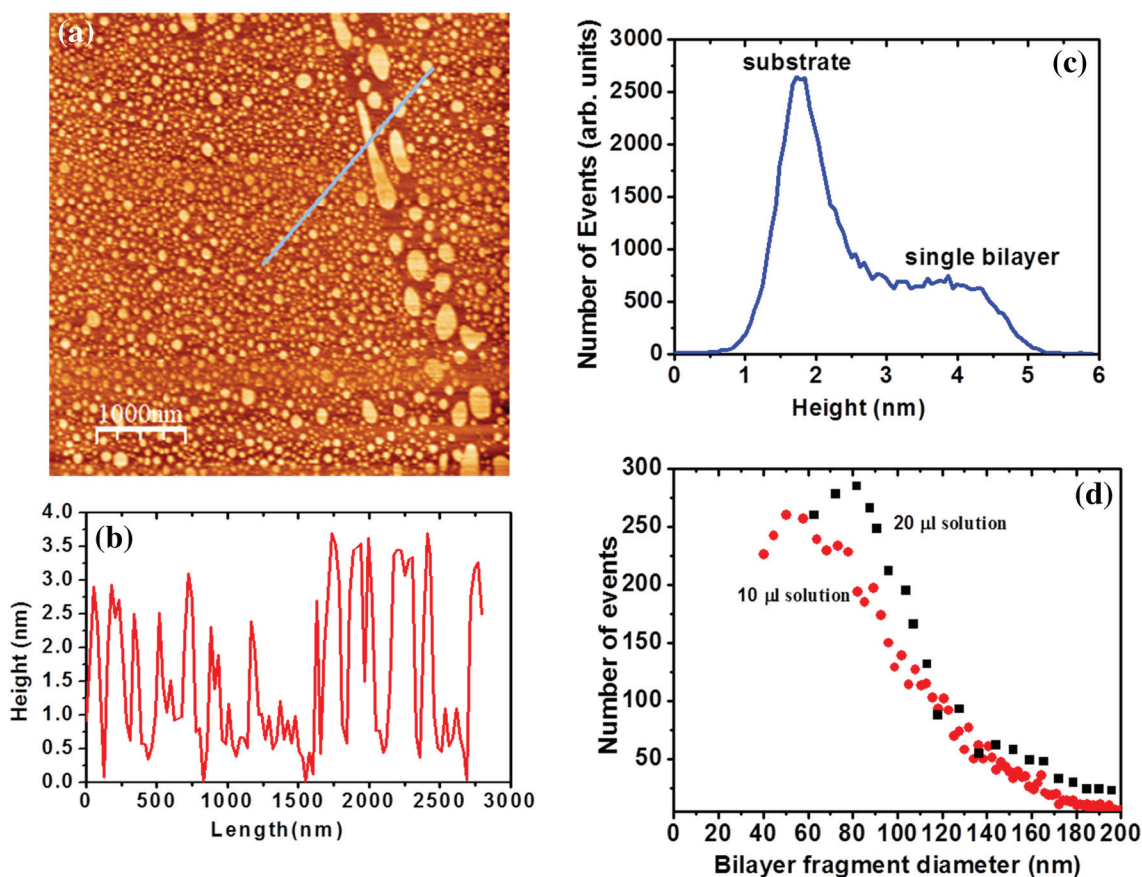 (a)
1000nm
(b)
4.0
3.5
3.0
2.5
2.0
1.5
1.0
0.5
0.0
Height (nm)
0 500 1000 1500 2000 2500 3000
Length(nm)
(c)
3000
2500
2000
1500
1000
500
0
Number of Events (arb. units)
substrate
single bilayer
0 1 2 3 4 5 6
Height (nm)
(d)
300
250
200
150
100
50
Number of events
20 µl solution
10 µl solution
0 20 40 60 80 100 120 140 160 180 200
Bilayer fragment diameter (nm)